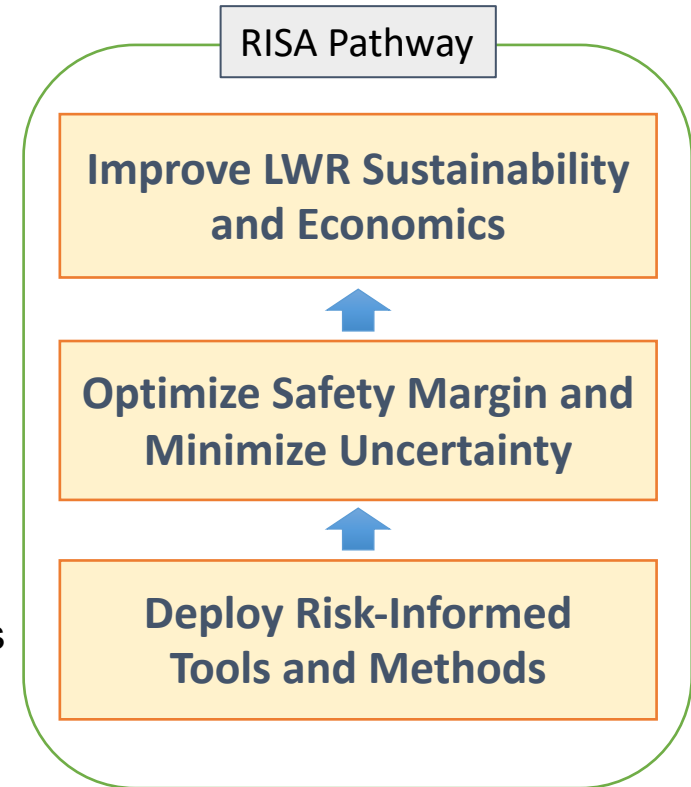 RISA Pathway
Improve LWR Sustainability
and Economics
Optimize Safety Margin and
Minimize Uncertainty
Deploy Risk-Informed
Tools and Methods
s